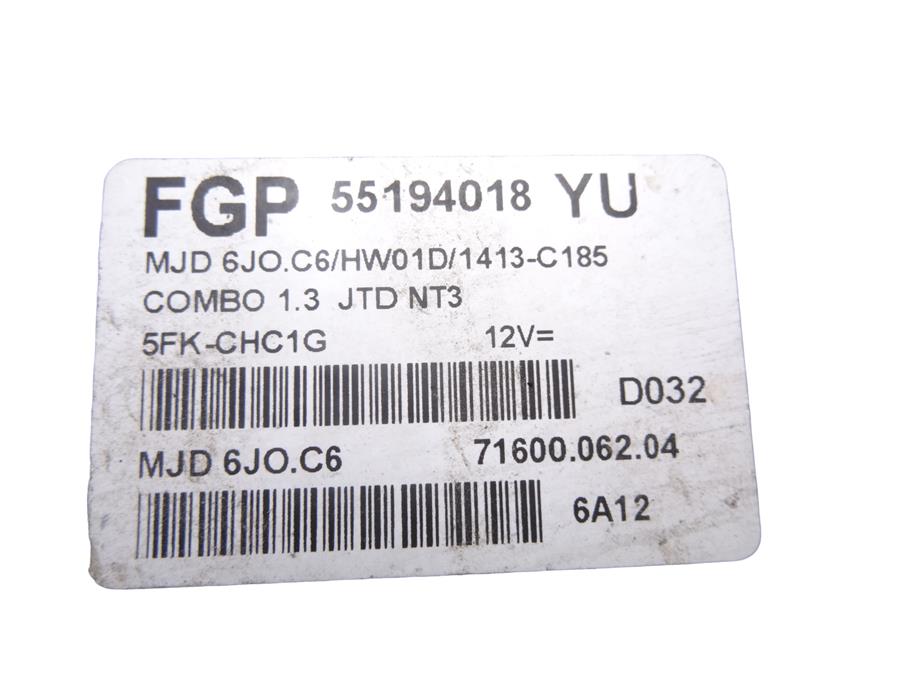 FGP 55194018 YU
MJD 6JO.C6/HW01D/1413-C185
COMBO 1.3 JTD NT3
5FK-CHC1G 12V=
D032
MJD 6JO.C6 71600.062.04
6A12